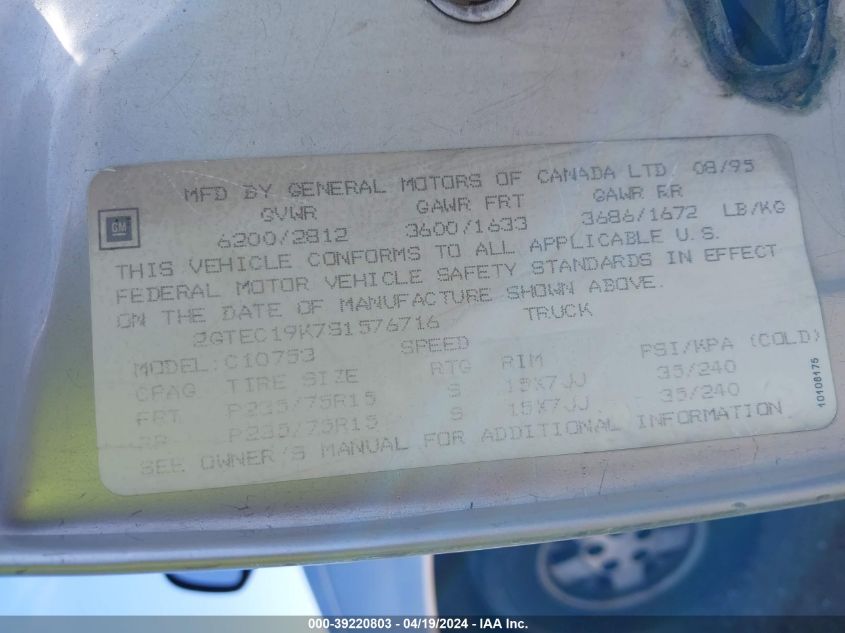 MFD BY GENERAL MOTORS OF CANADA LTD 08/95
GVWR GAWR FRT GAWR RR
GM
6200/2812 3600/1633 3686/1672 LB/KG
THIS VEHICLE CONFORMS TO ALL APPLICABLE U.S.
FEDERAL MOTOR VEHICLE SAFETY STANDARDS IN EFFECT
ON THE DATE OF MANUFACTURE SHOWN ABOVE.
2GTEC19K7S1576716 TRUCK
MODEL:C10753 SPEED
CPAG TIRE SIZE RTG RIM PSI/KPA (COLD)
FRT P235/75R15 S 15X7JJ 35/240
RR P235/75R15 S 15X7JJ 35/240
SEE OWNER'S MANUAL FOR ADDITIONAL INFORMATION
10108175
000-39220803 - 04/19/2024 - IAA Inc.